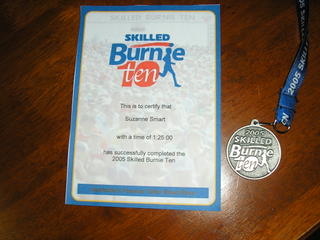 SKILLED BURNIE TEN
SKILLED
Burnie
ten
This is to certify that
Suzanne Smart
with a time of 1:25:00
has successfully completed the
2005 Skilled Burnie Ten
2005 SKILLED
2005
SKILLED
Burnie
ten